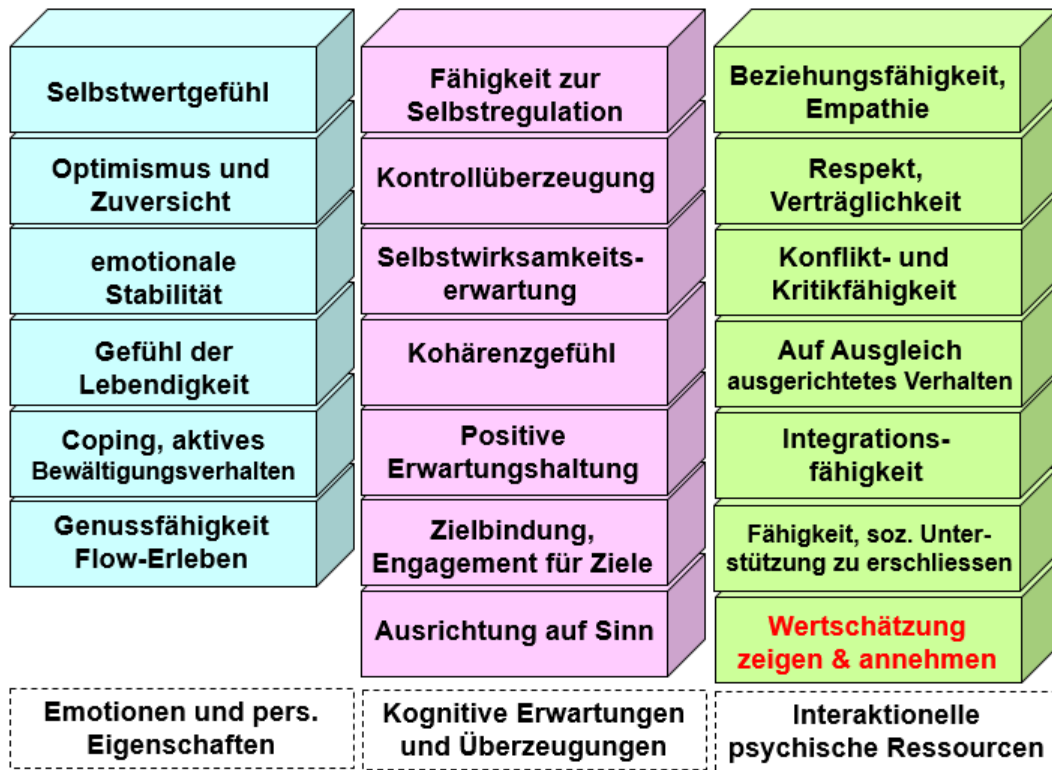 Selbstwertgefühl
Optimismus und
Zuversicht
emotionale
Stabilität
Gefühl der
Lebendigkeit
Coping, aktives
Bewältigungsverhalten
Genussfähigkeit
Flow-Erleben
Emotionen und pers.
Eigenschaften
Fähigkeit zur
Selbstregulation
Kontrollüberzeugung
Selbstwirksamkeits-
erwartung
Kohärenzgefühl
Positive
Erwartungshaltung
Zielbindung,
Engagement für Ziele
Ausrichtung auf Sinn
Kognitive Erwartungen
und Überzeugungen
Beziehungsfähigkeit,
Empathie
Respekt,
Verträglichkeit
Konflikt- und
Kritikfähigkeit
Auf Ausgleich
ausgerichtetes Verhalten
Integrations-
fähigkeit
Fähigkeit, soz. Unter-
stützung zu erschliessen
Wertschätzung
zeigen & annehmen
Interaktionelle
psychische Ressourcen